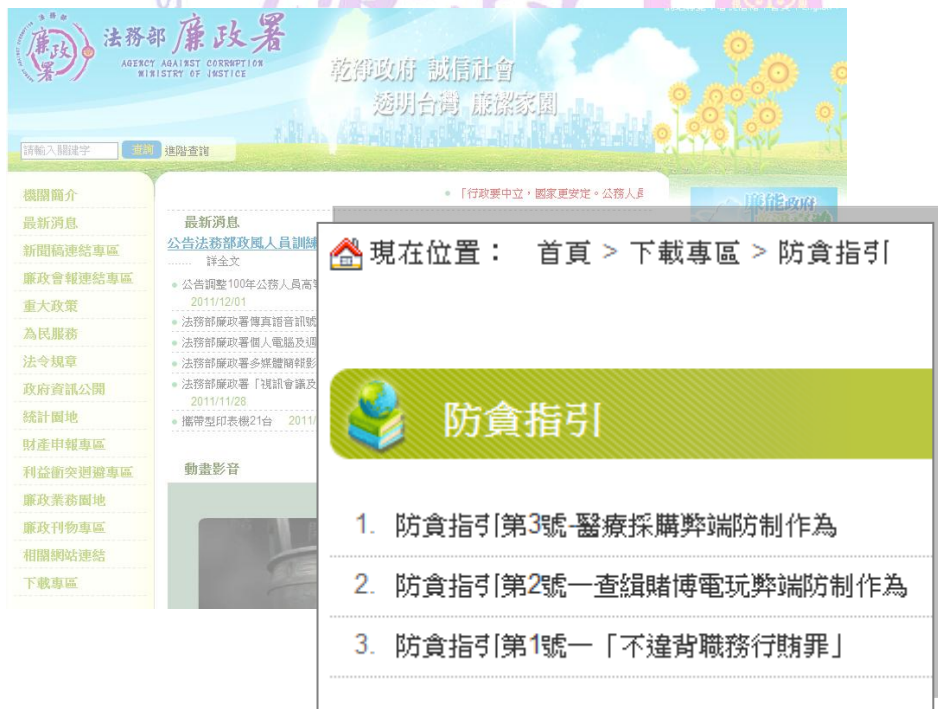 法務部廉政署
AGENCY AGAINST CORRUPTION
MINISTRY OF JUSTICE
廉政署
乾淨政府 誠信社會
透明台灣 廉潔家園
請輸入關鍵字 查詢 進階查詢
機關簡介
最新消息
新聞稿連結專區
廉政會報連結專區
重大政策
為民服務
法令規章
政府資訊公開
統計園地
財產申報專區
利益衝突迴避專區
廉政業務園地
廉政刊物專區
相關網站連結
下載專區
「行政要中立，國家更安定。公務人員
廉能政府
最新消息
公告法務部政風人員訓練
...... 詳全文
公告調整100年公務人員高等
2011/12/01
法務部廉政署傳真語音訊號
法務部廉政署個人電腦及週
法務部廉政署多媒體簡報影
法務部廉政署「視訊會議及
2011/11/28
攜帶型印表機21台 2011/
動畫影音
現在位置： 首頁 > 下載專區 > 防貪指引
防貪指引
1. 防貪指引第3號-醫療採購弊端防制作為
2. 防貪指引第2號—查緝賭博電玩弊端防制作為
3. 防貪指引第1號—「不違背職務行賄罪」